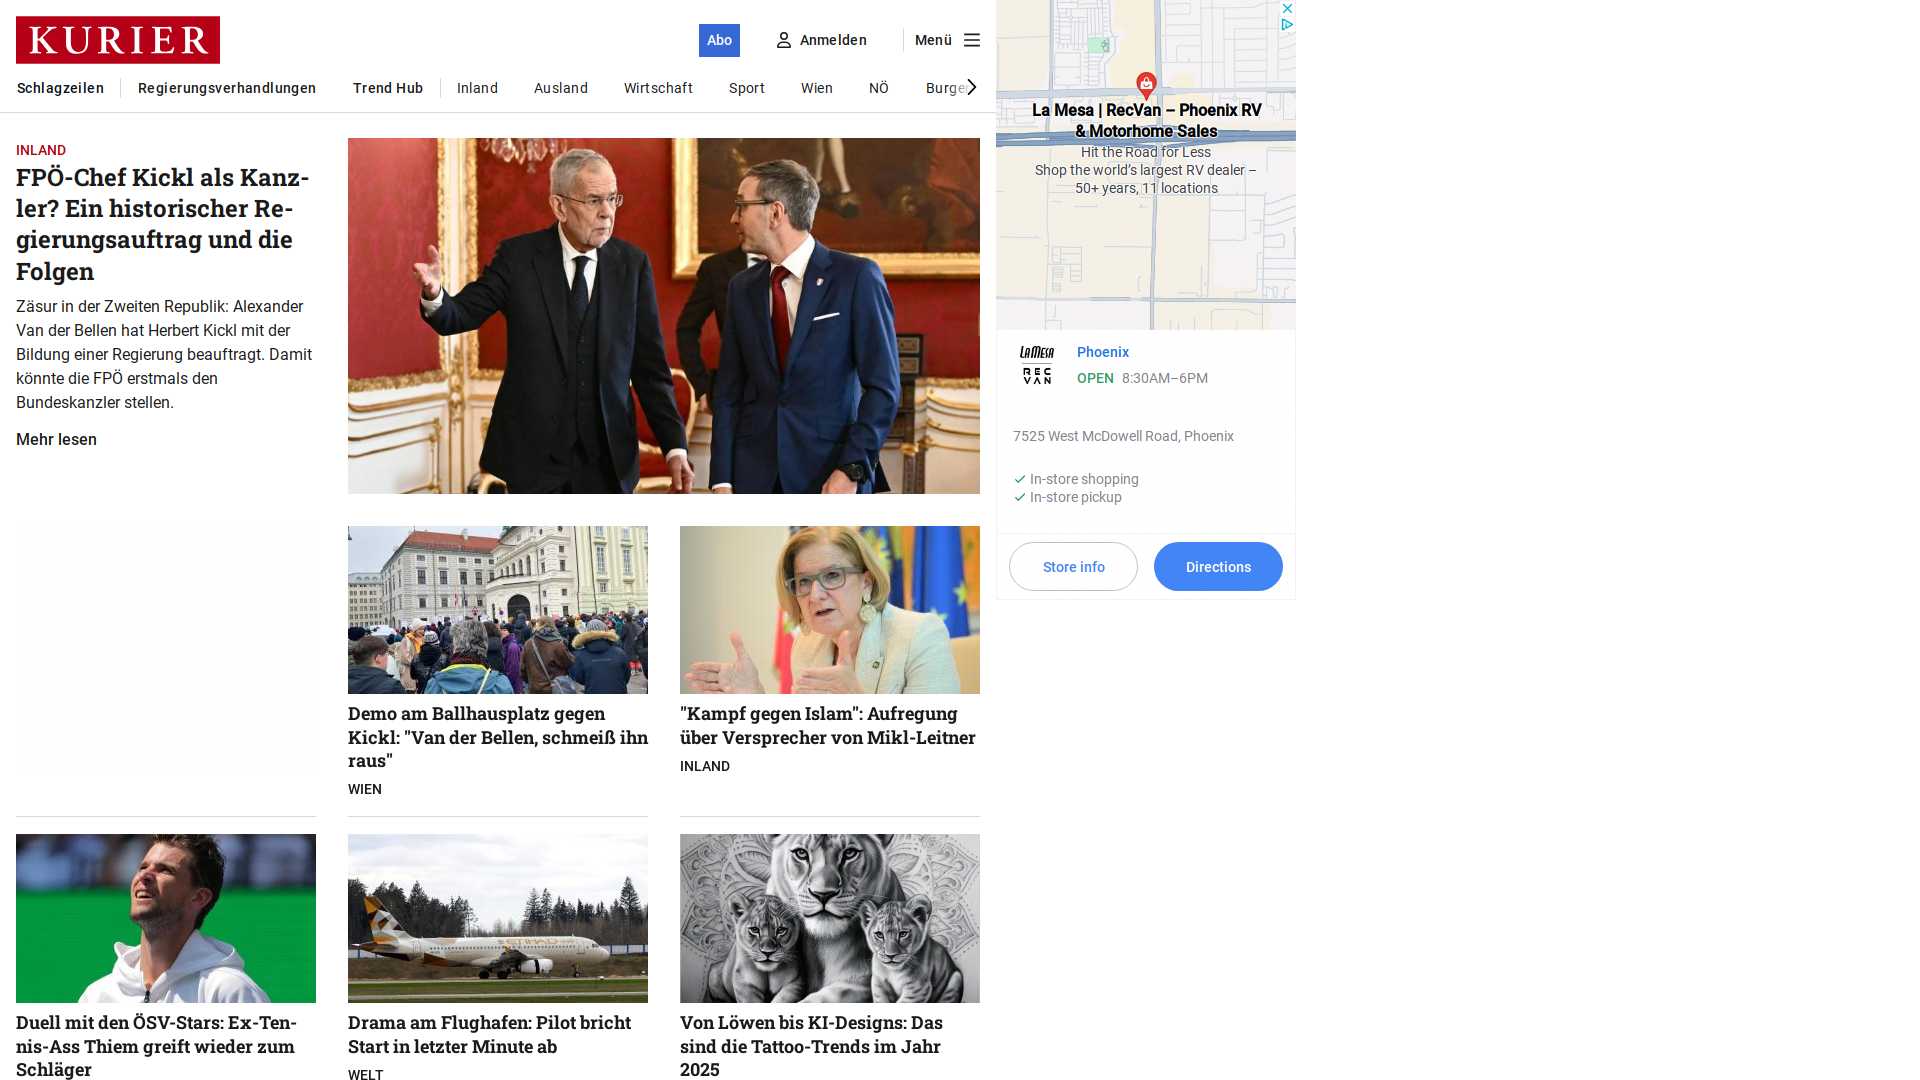 KURIER
Abo
Anmelden
Menü
Schlagzeilen
Regierungsverhandlungen
Trend Hub
Inland
Ausland
Wirtschaft
Sport
Wien
NÖ
INLAND
FPÖ-Chef Kickl als Kanz-
ler? Ein historischer Re-
gierungsauftrag und die
Folgen
Zäsur in der Zweiten Republik: Alexander
Van der Bellen hat Herbert Kickl mit der
Bildung einer Regierung beauftragt. Damit
könnte die FPÖ erstmals den
Bundeskanzler stellen.
Mehr lesen
Demo am Ballhausplatz gegen
Kickl: "Van der Bellen, schmeiß ihn
raus"
WIEN
"Kampf gegen Islam": Aufregung
über Versprecher von Mikl-Leitner
INLAND
Duell mit den ÖSV-Stars: Ex-Ten-
nis-Ass Thiem greift wieder zum
Schläger
ETIHAD
Drama am Flughafen: Pilot bricht
Start in letzter Minute ab
WELT
Von Löwen bis KI-Designs: Das
sind die Tattoo-Trends im Jahr
2025
La Mesa | RecVan – Phoenix RV
& Motorhome Sales
Hit the Road for Less
Shop the world's largest RV dealer –
50+ years, 11 locations
LA MESA
REC
VAN
Phoenix
OPEN 8:30AM–6PM
7525 West McDowell Road, Phoenix
In-store shopping
In-store pickup
Store info
Directions